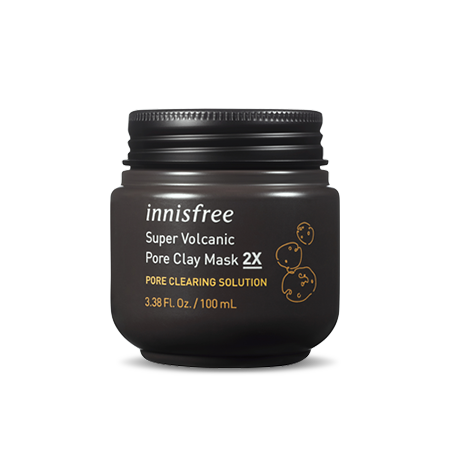 innisfree
Super Volcanic
Pore Clay Mask 2X
PORE CLEARING SOLUTION
3.38 FL. Oz. / 100 mL